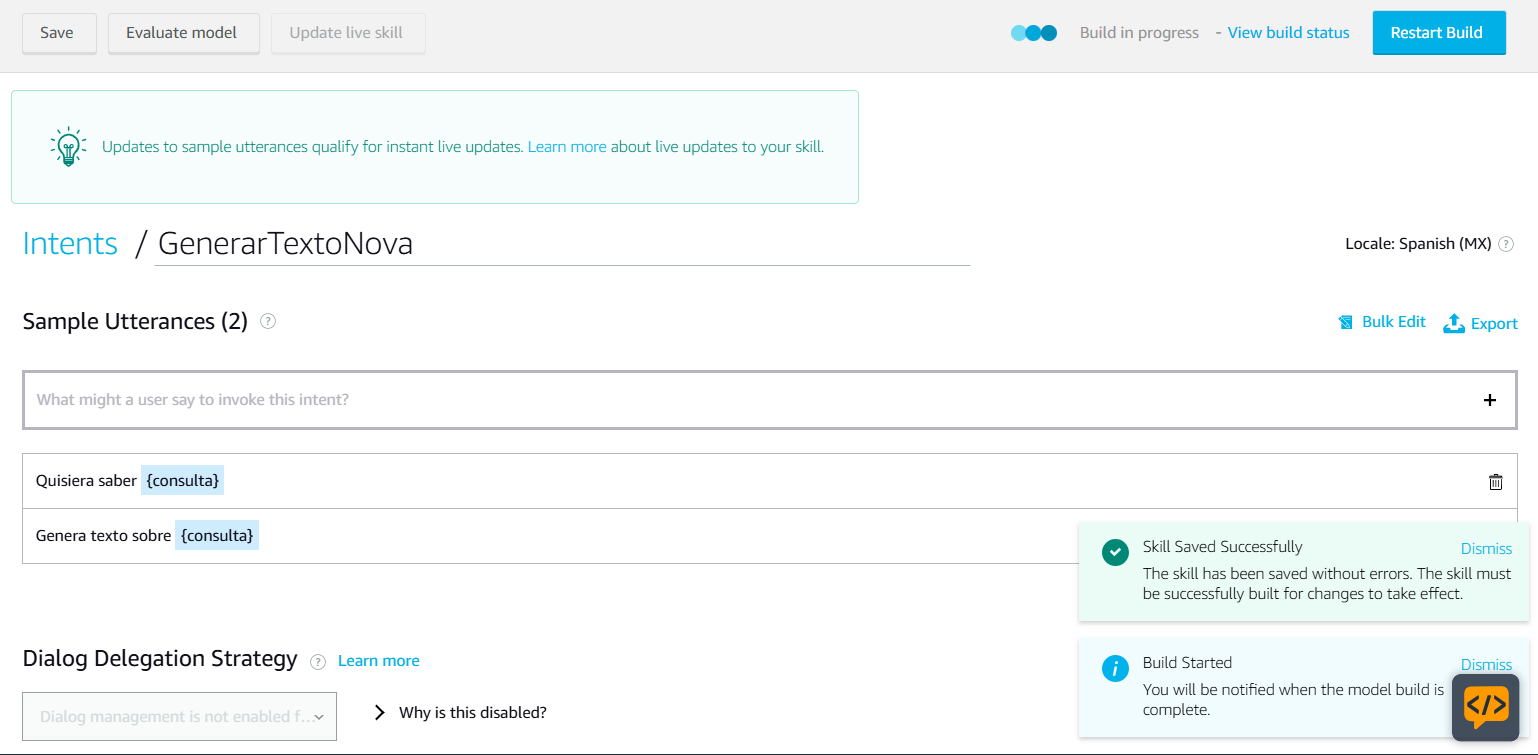 Save
Evaluate model
Update live skill
Build in progress
- View build status
Restart Build
Updates to sample utterances qualify for instant live updates. Learn more about live updates to your skill.
Intents / GenerarTextoNova
Locale: Spanish (MX) ?
Sample Utterances (2) ?
Bulk Edit
Export
What might a user say to invoke this intent?
+
Quisiera saber {consulta}
Genera texto sobre {consulta}
Skill Saved Successfully
Dismiss
The skill has been saved without errors. The skill must
be successfully built for changes to take effect.
Dialog Delegation Strategy ? Learn more
Build Started
Dismiss
You will be notified when the model build is
complete.
Dialog management is not enabled f...
Why is this disabled?